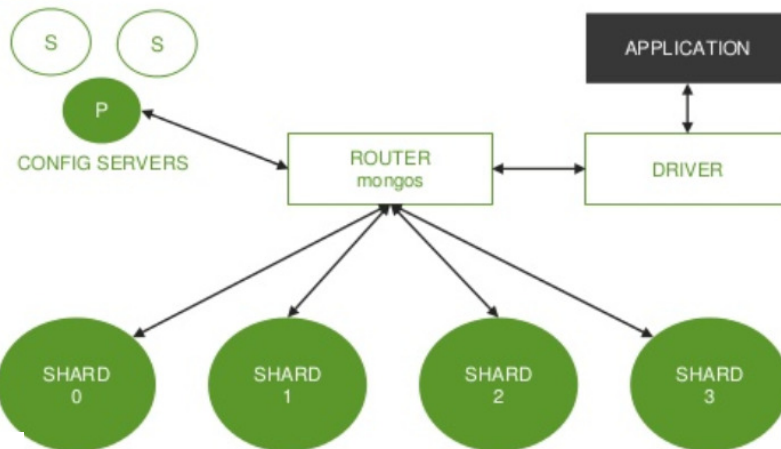 S
S
P
CONFIG SERVERS
APPLICATION
ROUTER
mongos
DRIVER
SHARD
0
SHARD
1
SHARD
2
SHARD
3